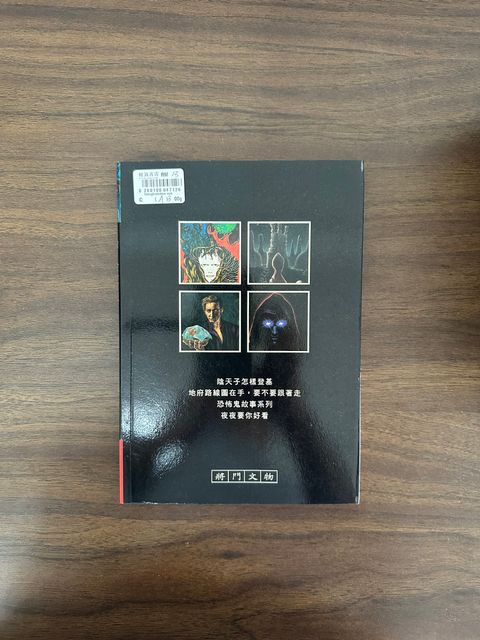 陰天子怎樣登基
地府路線圖在手，要不要跟著走
恐怖鬼故事系列
夜夜要你好看
將門文物